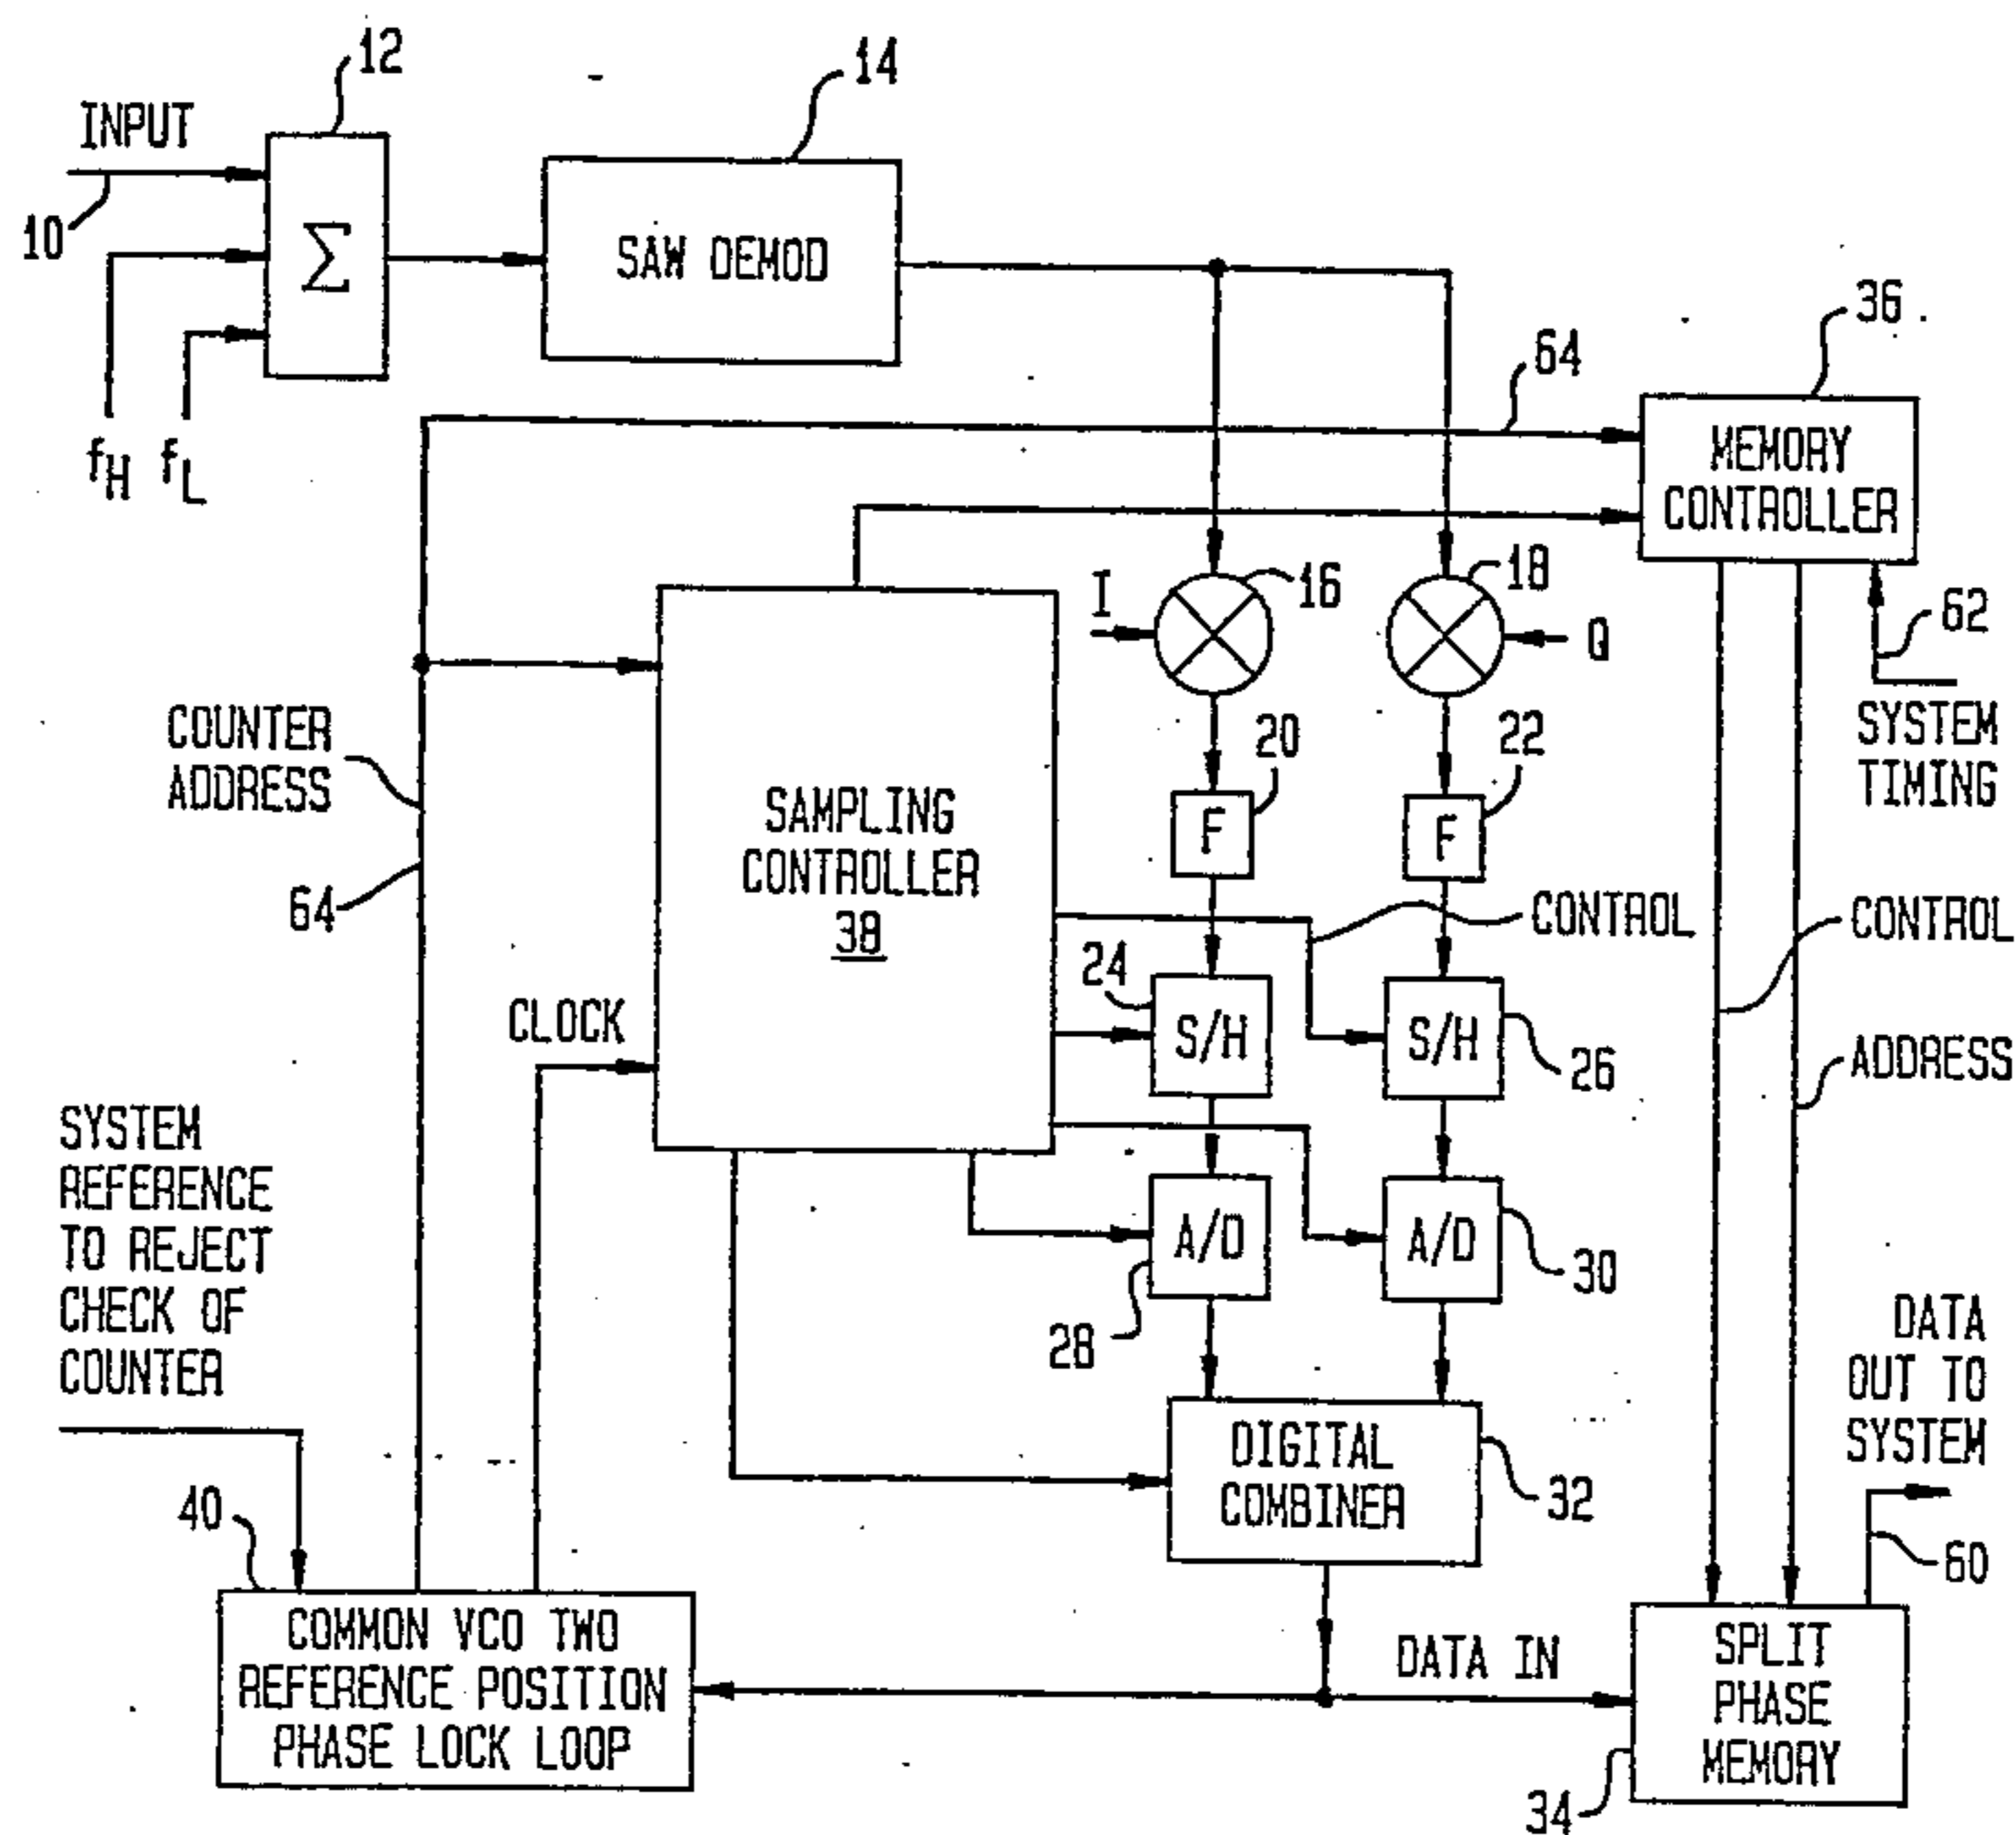 12
14
INPUT
10
Σ
SAW DEMOD
fH fL
64
36
MEMORY
CONTROLLER
I
16
18
Q
62
SYSTEM
TIMING
COUNTER
ADDRESS
64
SAMPLING
CONTROLLER
38
20
22
F
F
CONTROL
CONTROL
24
S/H
S/H
26
ADDRESS
CLOCK
SYSTEM
REFERENCE
TO REJECT
CHECK OF
COUNTER
A/D
A/D
28
30
DATA
OUT TO
SYSTEM
DIGITAL
COMBINER
32
40
60
COMMON VCO TWO
REFERENCE POSITION
PHASE LOCK LOOP
DATA IN
SPLIT
PHASE
MEMORY
34